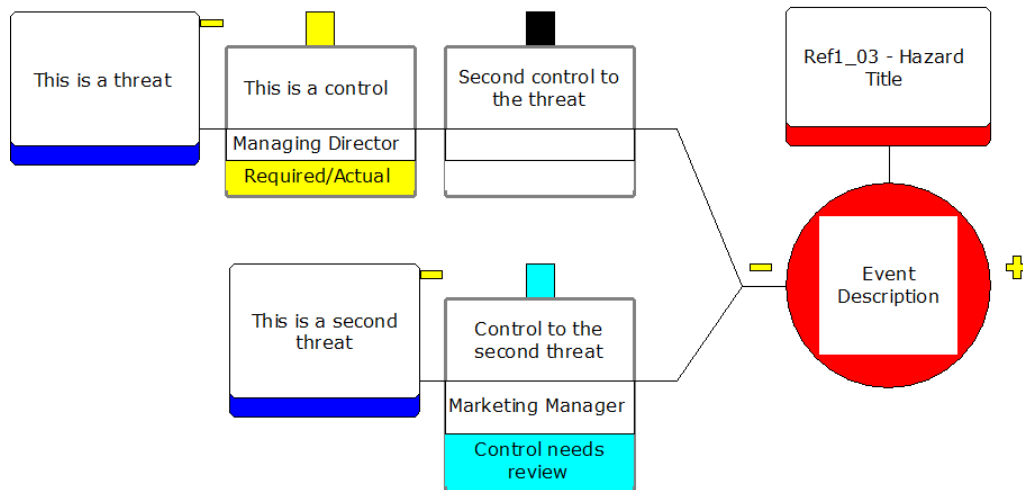 This is a threat
This is a control
Managing Director
Required/Actual
Second control to
the threat
Ref1_03 - Hazard
Title
This is a second
threat
Control to the
second threat
Marketing Manager
Control needs
review
Event
Description